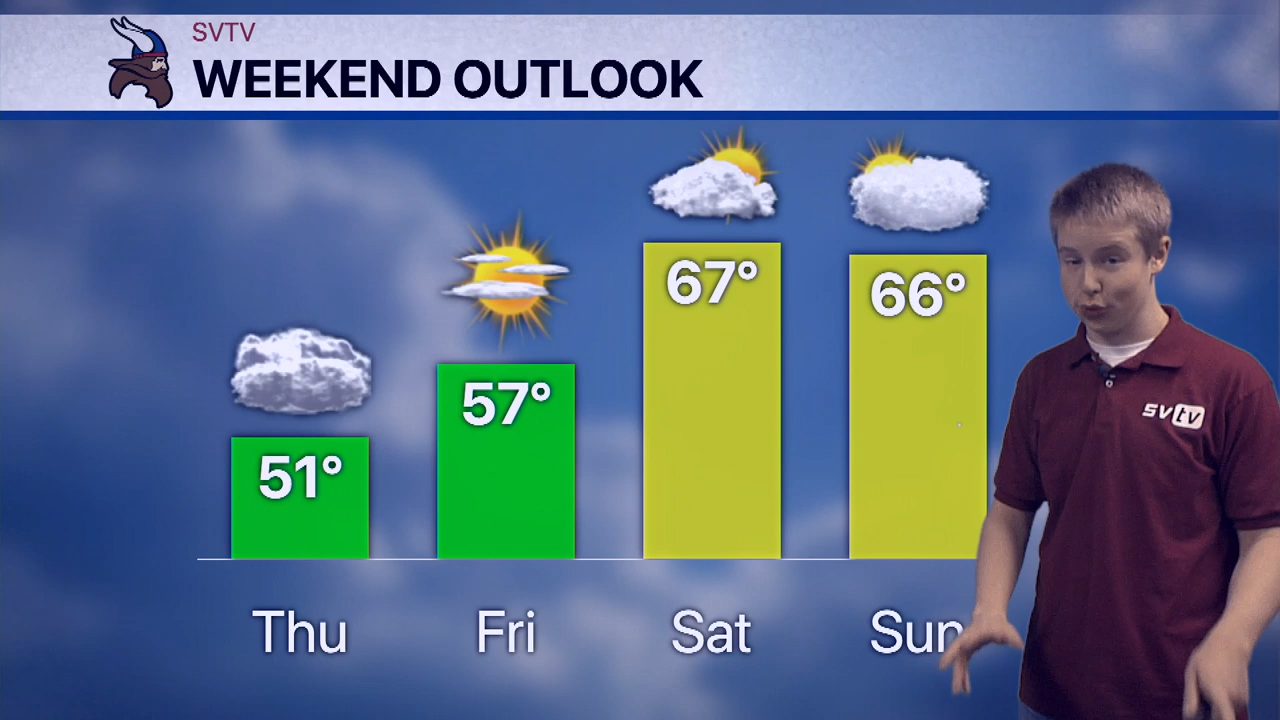 SVTV
WEEKEND OUTLOOK
67°
66°
57°
51°
svtv
Thu
Fri
Sat
Sun